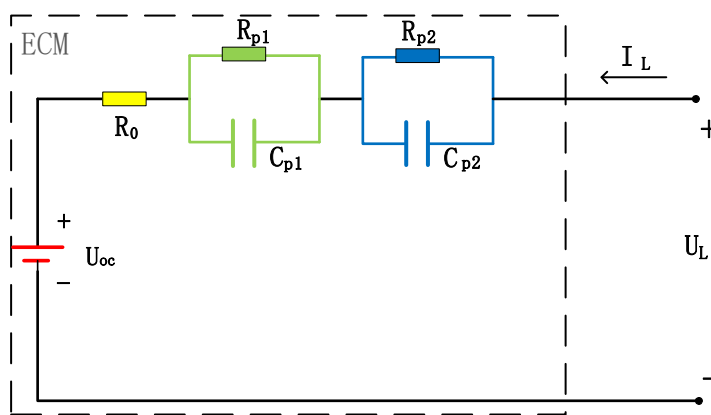 ECM
Rp1
Rp2
IL
R0
Cp1
Cp2
+
+
Uoc
UL
−
−